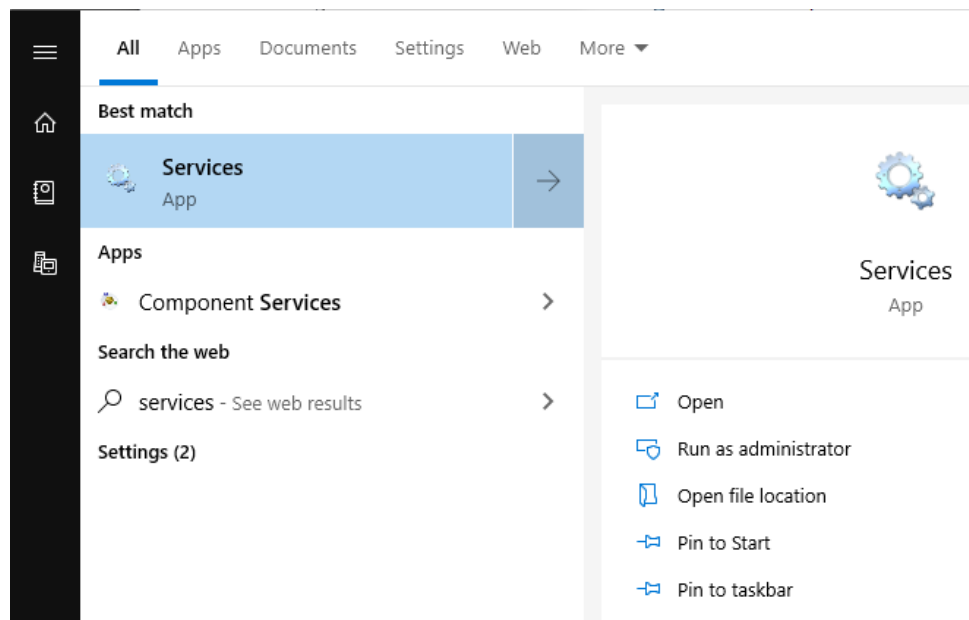 All Apps Documents Settings Web More
Best match
Services
App
Apps
Component Services
Search the web
services - See web results
Settings (2)
Services
App
Open
Run as administrator
Open file location
Pin to Start
Pin to taskbar